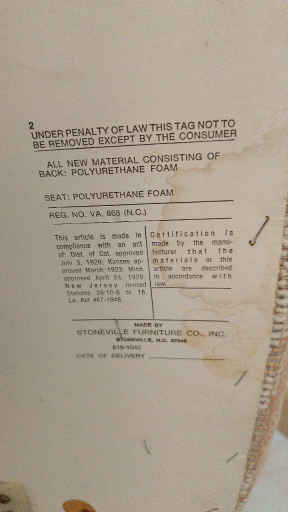 2
UNDER PENALTY OF LAW THIS TAG NOT TO
BE REMOVED EXCEPT BY THE CONSUMER
ALL NEW MATERIAL CONSISTING OF
BACK: POLYURETHANE FOAM
SEAT: POLYURETHANE FOAM
REG. NO. VA. 868 (N.C.)
This article is made in
compliance with an act
of Dist. of Col. approved
July 3, 1926; Kansas ap-
proved March 1923; Minn.
approved April 24, 1929;
New Jersey revised
Statutes 26:10-6 to 18.
La. Act #467-1948.
Certification is
made by the manu-
facturer that the
materials in this
article are described
in accordance with
law.
MADE BY
STONEVILLE FURNITURE CO., INC.
STONEVILLE, N.C. 27048
DATE OF DELIVERY